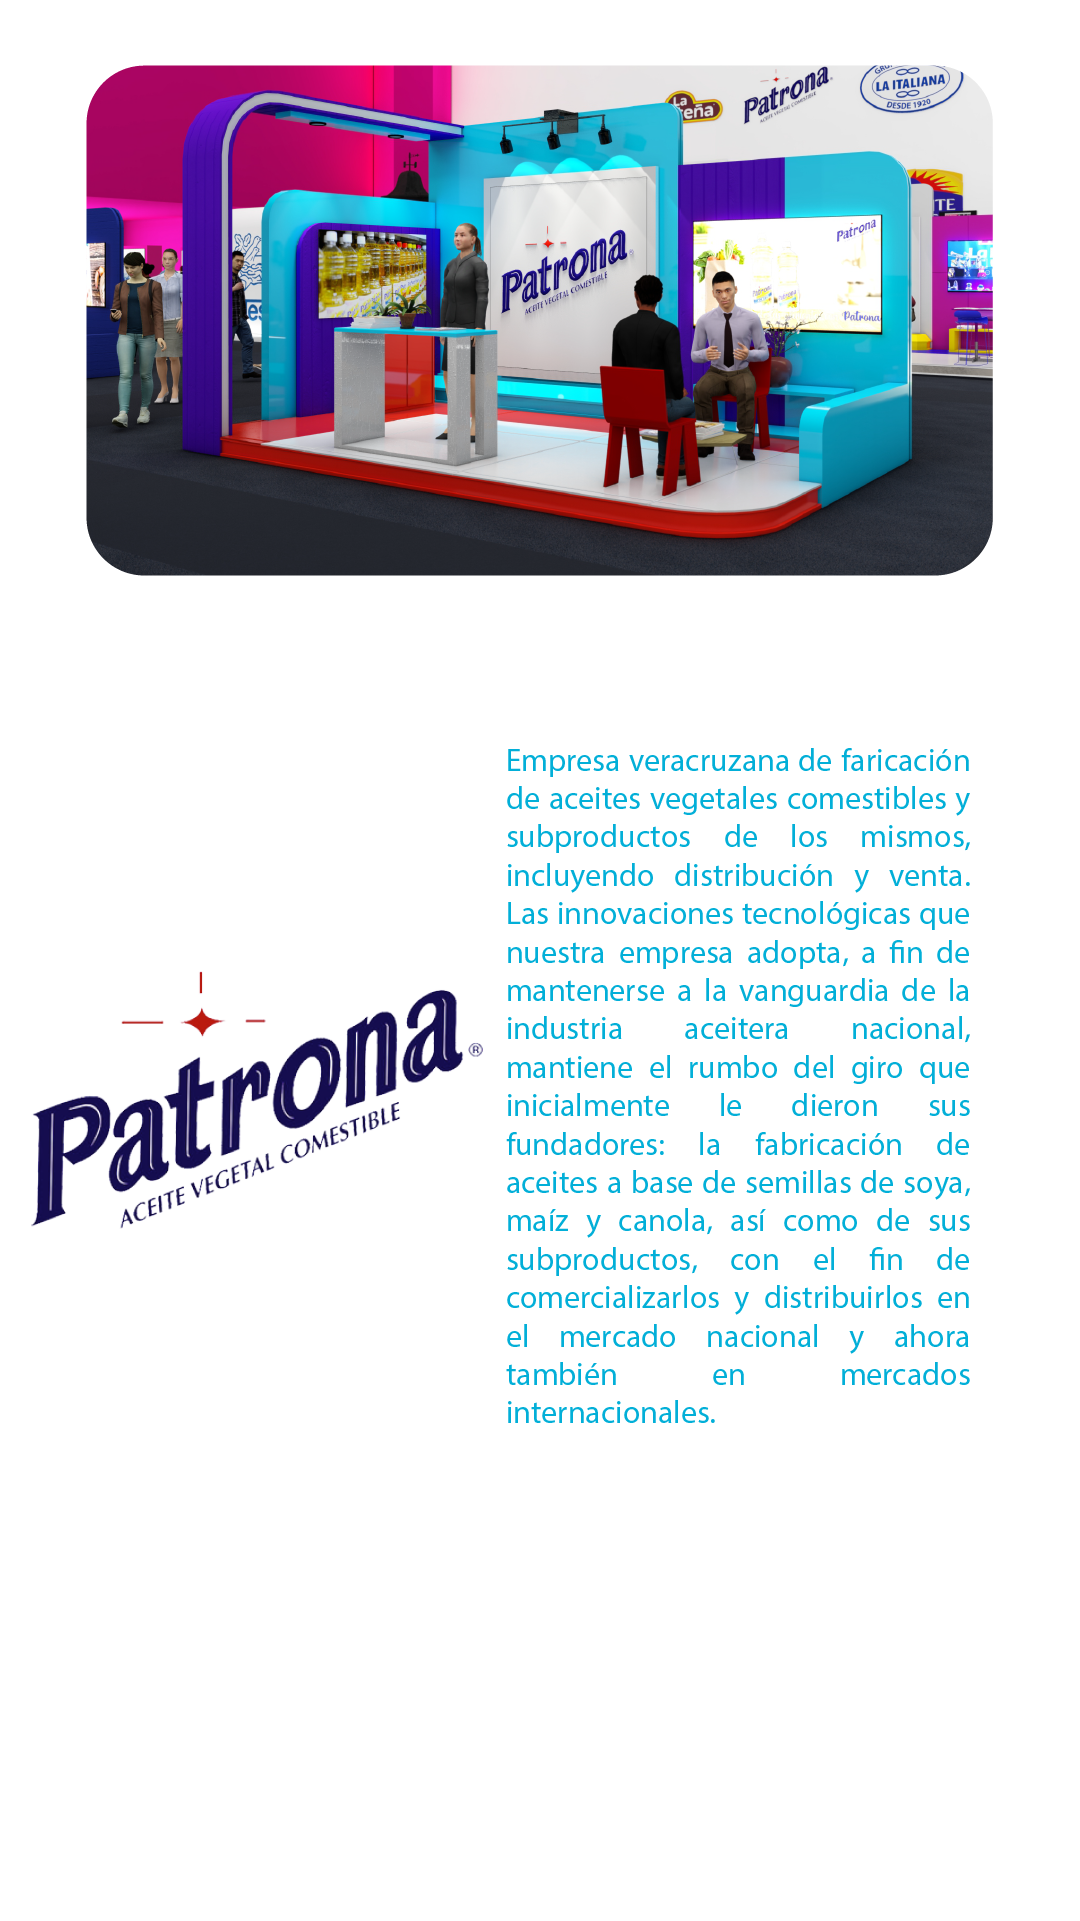 Patrona
ACEITE VEGETAL COMESTIBLE
LA ITALIANA
DESDE 1920
La
TE
Patrona
Patrona
ACEITE VEGETAL COMESTIBLE
Patrona
Empresa veracruzana de faricación
de aceites vegetales comestibles y
subproductos de los mismos,
incluyendo distribución y venta.
Las innovaciones tecnológicas que
nuestra empresa adopta, a fin de
mantenerse a la vanguardia de la
industria aceitera nacional,
mantiene el rumbo del giro que
inicialmente le dieron sus
fundadores: la fabricación de
aceites a base de semillas de soya,
maíz y canola, así como de sus
subproductos, con el fin de
comercializarlos y distribuirlos en
el mercado nacional y ahora
también en mercados
internacionales.
Patrona®
ACEITE VEGETAL COMESTIBLE